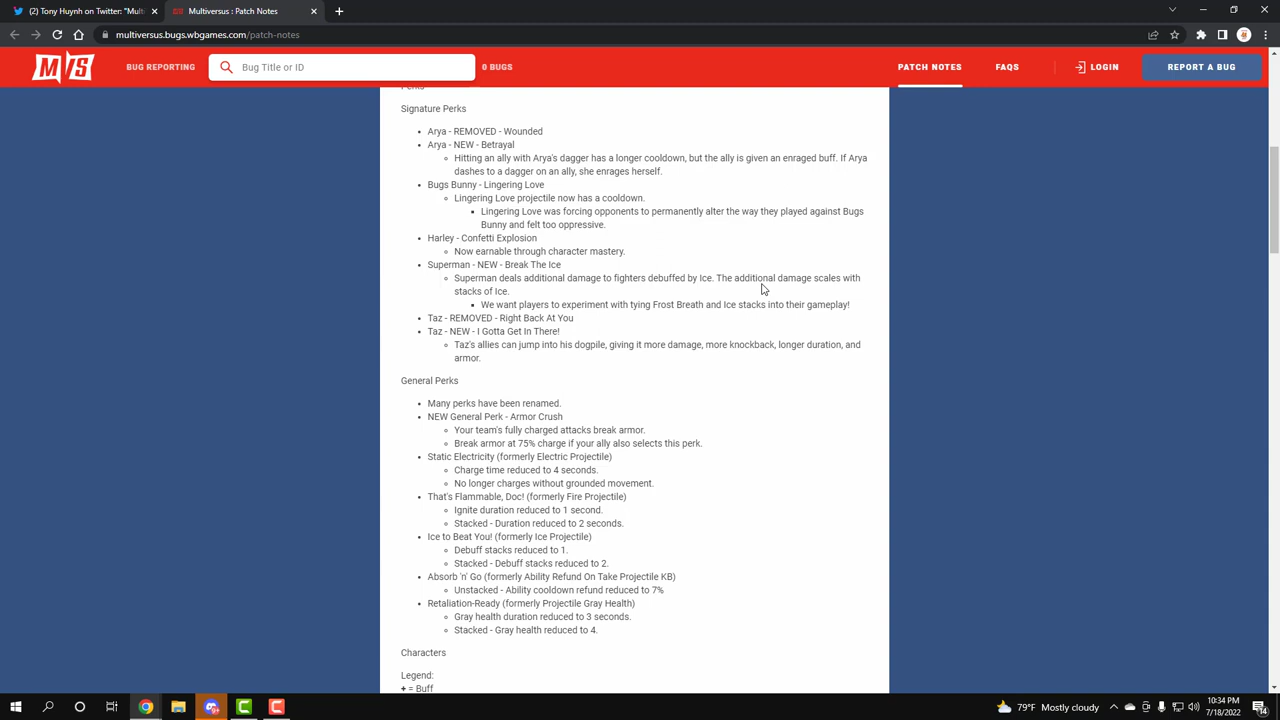 (2) Tony Huynh on Twitter: "Mult
Multiversus : Patch Notes
multiversus.bugs.wbgames.com/patch-notes
M/S
BUG REPORTING
Bug Title or ID
0 BUGS
PATCH NOTES
FAQS
LOGIN
REPORT A BUG
Perks
Signature Perks
Arya - REMOVED - Wounded
Arya - NEW - Betrayal
Hitting an ally with Arya's dagger has a longer cooldown, but the ally is given an enraged buff. If Arya
dashes to a dagger on an ally, she enrages herself.
Bugs Bunny - Lingering Love
Lingering Love projectile now has a cooldown.
Lingering Love was forcing opponents to permanently alter the way they played against Bugs
Bunny and felt too oppressive.
Harley - Confetti Explosion
Now earnable through character mastery.
Superman - NEW - Break The Ice
Superman deals additional damage to fighters debuffed by Ice. The additional damage scales with
stacks of Ice.
We want players to experiment with tying Frost Breath and Ice stacks into their gameplay!
Taz - REMOVED - Right Back At You
Taz - NEW - I Gotta Get In There!
Taz's allies can jump into his dogpile, giving it more damage, more knockback, longer duration, and
armor.
General Perks
Many perks have been renamed.
NEW General Perk - Armor Crush
Your team's fully charged attacks break armor.
Break armor at 75% charge if your ally also selects this perk.
Static Electricity (formerly Electric Projectile)
Charge time reduced to 4 seconds.
No longer charges without grounded movement.
That's Flammable, Doc! (formerly Fire Projectile)
Ignite duration reduced to 1 second.
Stacked - Duration reduced to 2 seconds.
Ice to Beat You! (formerly Ice Projectile)
Debuff stacks reduced to 1.
Stacked - Debuff stacks reduced to 2.
Absorb 'n' Go (formerly Ability Refund On Take Projectile KB)
Unstacked - Ability cooldown refund reduced to 7%
Retaliation-Ready (formerly Projectile Gray Health)
Gray health duration reduced to 3 seconds.
Stacked - Gray health reduced to 4.
Characters
Legend:
+ = Buff
79°F Mostly cloudy
10:34 PM
7/18/2022